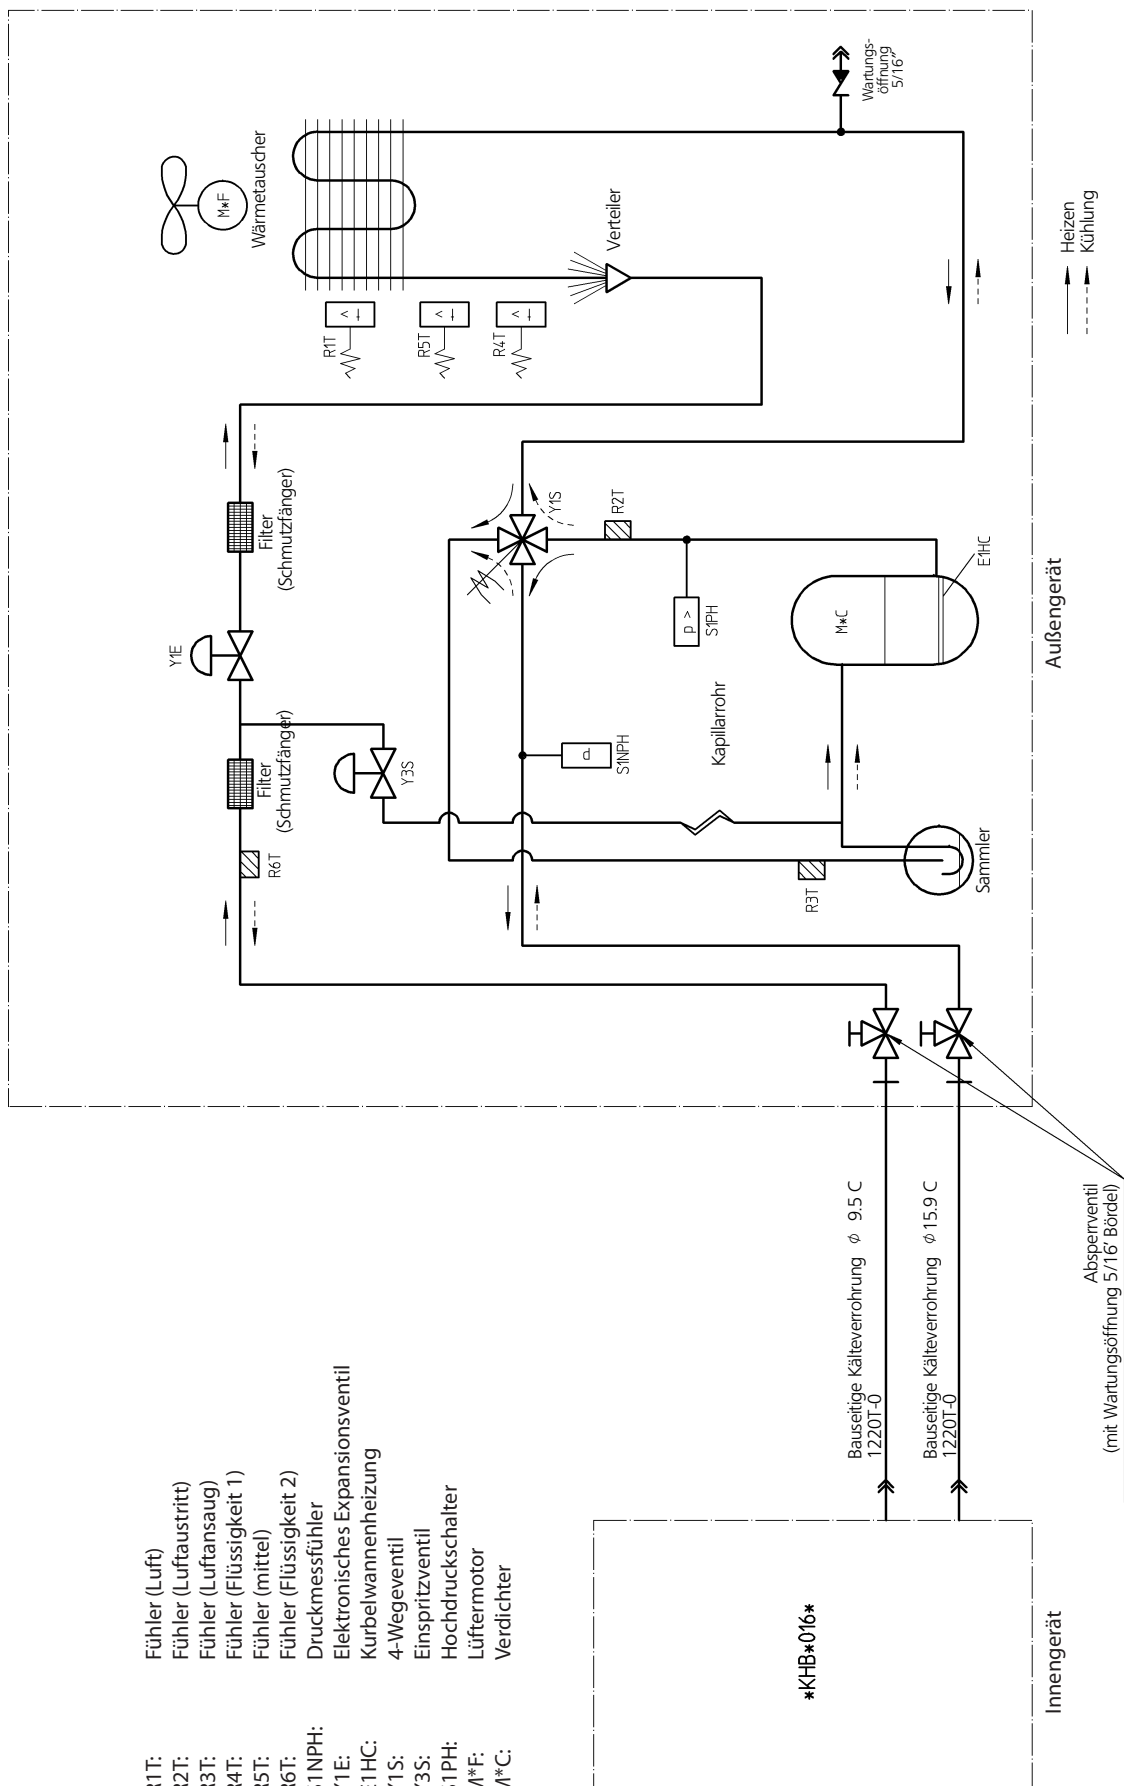 R1T: Fühler (Luft)
R2T: Fühler (Luftaustritt)
R3T: Fühler (Luftansaug)
R4T: Fühler (Flüssigkeit 1)
R5T: Fühler (mittel)
R6T: Fühler (Flüssigkeit 2)
S1NPH: Druckmessfühler
Y1E: Elektronisches Expansionsventil
E1HC: Kurbelwannenheizung
Y1S: 4-Wegeventil
Y3S: Einspritzventil
S1PH: Hochdruckschalter
M*F: Lüftermotor
M*C: Verdichter
*KHB*016*
Innengerät
Bauseitige Kälteverrohrung ϕ 9.5 C
1220T-0
Bauseitige Kälteverrohrung ϕ 15.9 C
1220T-0
Absperrventil
(mit Wartungsöffnung 5/16' Bördel)
R6T
Filter
(Schmutzfänger)
Y1E
Filter
(Schmutzfänger)
Y3S
R3T
Sammler
S1NPH
Kapillarrohr
p >
S1PH
M*C
E1HC
Y1S
R2T
R1T
R5T
R4T
M*F
Wärmetauscher
Verteiler
Wartungs-
öffnung
5/16"
Außengerät
Heizen
Kühlung